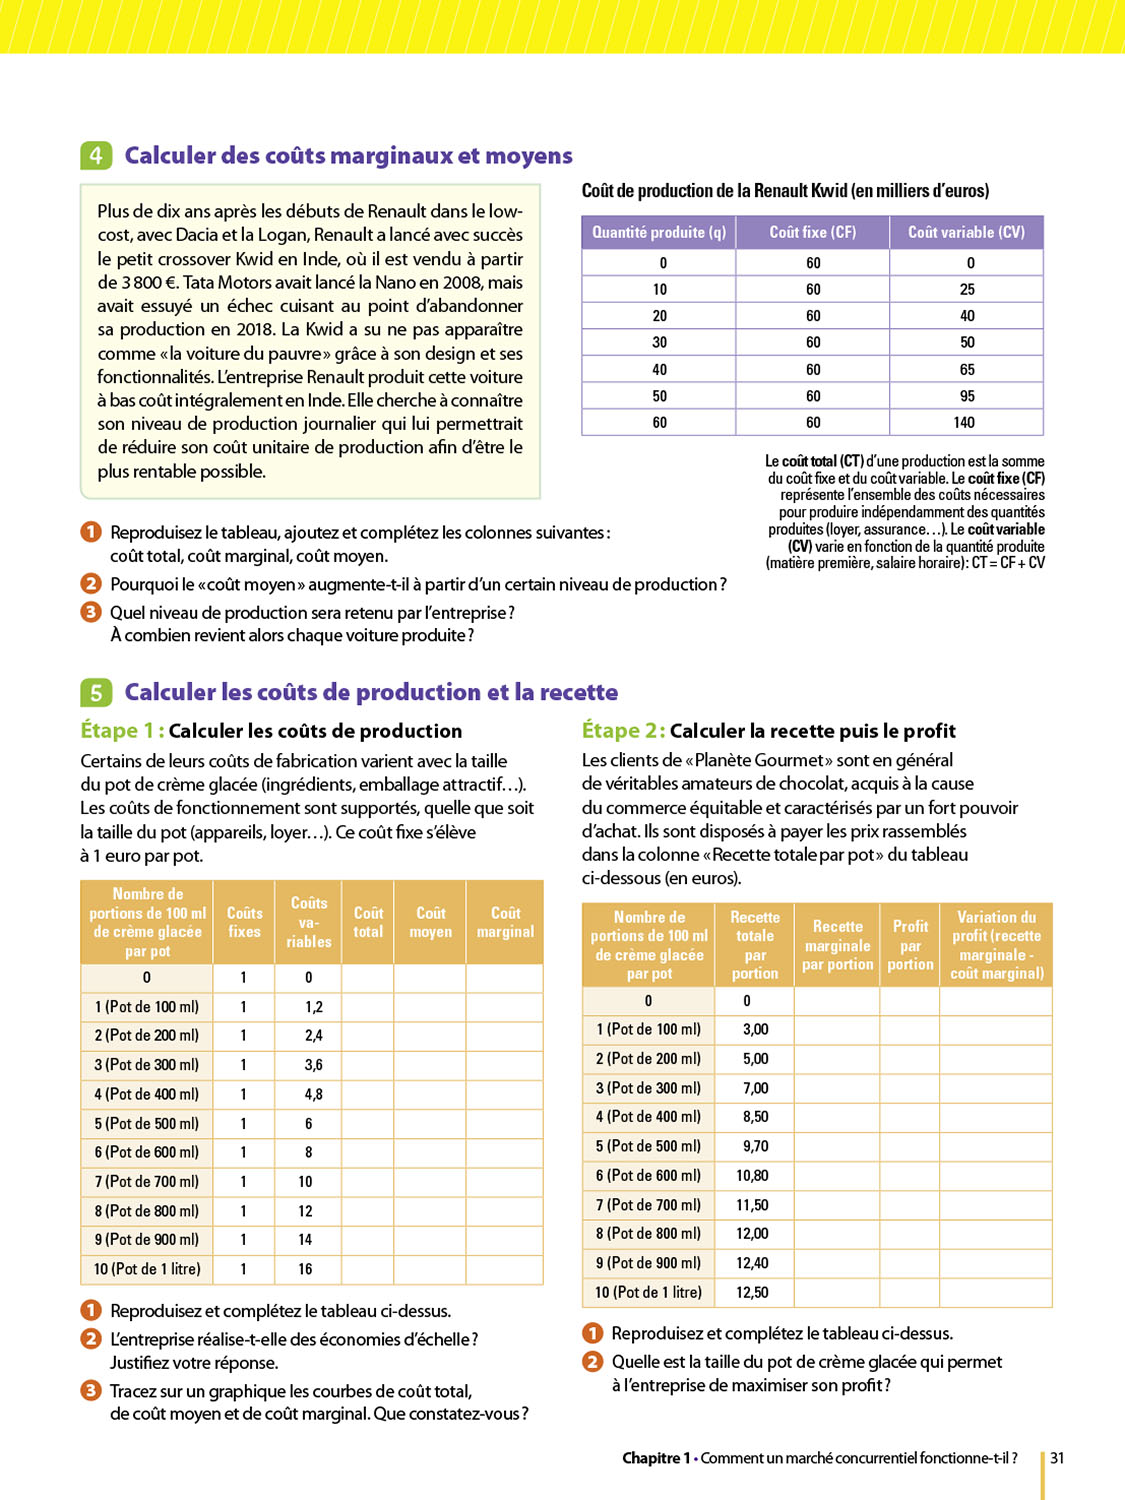 4 Calculer des coûts marginaux et moyens
Plus de dix ans après les débuts de Renault dans le low-
cost, avec Dacia et la Logan, Renault a lancé avec succès
le petit crossover Kwid en Inde, où il est vendu à partir
de 3 800 €. Tata Motors avait lancé la Nano en 2008, mais
avait essuyé un échec cuisant au point d’abandonner
sa production en 2018. La Kwid a su ne pas apparaître
comme « la voiture du pauvre » grâce à son design et ses
fonctionnalités. L’entreprise Renault produit cette voiture
à bas coût intégralement en Inde. Elle cherche à connaître
son niveau de production journalier qui lui permettrait
de réduire son coût unitaire de production afin d’être le
plus rentable possible.
Coût de production de la Renault Kwid (en milliers d’euros)
Quantité produite (q) Coût fixe (CF) Coût variable (CV)
0 60 0
10 60 25
20 60 40
30 60 50
40 60 65
50 60 95
60 60 140
Le coût total (CT) d’une production est la somme
du coût fixe et du coût variable. Le coût fixe (CF)
représente l’ensemble des coûts nécessaires
pour produire indépendamment des quantités
produites (loyer, assurance…). Le coût variable
(CV) varie en fonction de la quantité produite
(matière première, salaire horaire) : CT = CF + CV
1 Reproduisez le tableau, ajoutez et complétez les colonnes suivantes :
coût total, coût marginal, coût moyen.
2 Pourquoi le « coût moyen » augmente-t-il à partir d’un certain niveau de production ?
3 Quel niveau de production sera retenu par l’entreprise ?
À combien revient alors chaque voiture produite ?
5 Calculer les coûts de production et la recette
Étape 1 : Calculer les coûts de production
Certains de leurs coûts de fabrication varient avec la taille
du pot de crème glacée (ingrédients, emballage attractif…).
Les coûts de fonctionnement sont supportés, quelle que soit
la taille du pot (appareils, loyer…). Ce coût fixe s’élève
à 1 euro par pot.
Nombre de
portions de 100 ml
de crème glacée
par pot
Coûts
fixes
Coûts
va-
riables
Coût
total
Coût
moyen
Coût
marginal
0 1 0
1 (Pot de 100 ml) 1 1,2
2 (Pot de 200 ml) 1 2,4
3 (Pot de 300 ml) 1 3,6
4 (Pot de 400 ml) 1 4,8
5 (Pot de 500 ml) 1 6
6 (Pot de 600 ml) 1 8
7 (Pot de 700 ml) 1 10
8 (Pot de 800 ml) 1 12
9 (Pot de 900 ml) 1 14
10 (Pot de 1 litre) 1 16
1 Reproduisez et complétez le tableau ci-dessus.
2 L’entreprise réalise-t-elle des économies d’échelle ?
Justifiez votre réponse.
3 Tracez sur un graphique les courbes de coût total,
de coût moyen et de coût marginal. Que constatez-vous ?
Étape 2 : Calculer la recette puis le profit
Les clients de « Planète Gourmet » sont en général
de véritables amateurs de chocolat, acquis à la cause
du commerce équitable et caractérisés par un fort pouvoir
d’achat. Ils sont disposés à payer les prix rassemblés
dans la colonne « Recette totale par pot » du tableau
ci-dessous (en euros).
Nombre de
portions de 100 ml
de crème glacée
par pot
Recette
totale
par
portion
Recette
marginale
par portion
Profit
par
portion
Variation du
profit (recette
marginale -
coût marginal)
0 0
1 (Pot de 100 ml) 3,00
2 (Pot de 200 ml) 5,00
3 (Pot de 300 ml) 7,00
4 (Pot de 400 ml) 8,50
5 (Pot de 500 ml) 9,70
6 (Pot de 600 ml) 10,80
7 (Pot de 700 ml) 11,50
8 (Pot de 800 ml) 12,00
9 (Pot de 900 ml) 12,40
10 (Pot de 1 litre) 12,50
1 Reproduisez et complétez le tableau ci-dessus.
2 Quelle est la taille du pot de crème glacée qui permet
à l’entreprise de maximiser son profit ?
Chapitre 1 • Comment un marché concurrentiel fonctionne-t-il ? 31